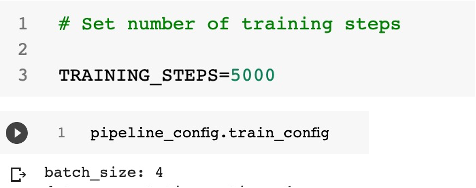 1 # Set number of training steps
2
3 TRAINING_STEPS=5000
1 pipeline_config.train_config
batch_size: 4